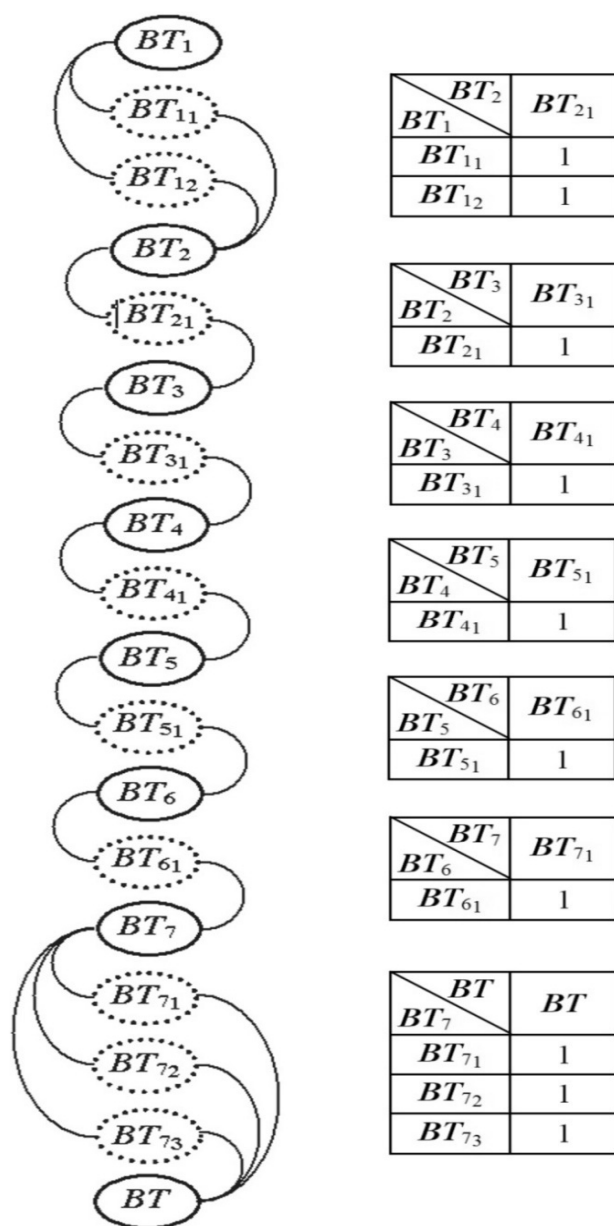 BT₁
BT₁₁
BT₁₂
BT₂
BT₂₁
BT₃
BT₃₁
BT₄
BT₄₁
BT₅
BT₅₁
BT₆
BT₆₁
BT₇
BT₇₁
BT₇₂
BT₇₃
BT
BT₂ BT₂₁
BT₁
BT₁₁ 1
BT₁₂ 1
BT₃ BT₃₁
BT₂
BT₂₁ 1
BT₄ BT₄₁
BT₃
BT₃₁ 1
BT₅ BT₅₁
BT₄
BT₄₁ 1
BT₆ BT₆₁
BT₅
BT₅₁ 1
BT₇ BT₇₁
BT₆
BT₆₁ 1
BT BT
BT₇
BT₇₁ 1
BT₇₂ 1
BT₇₃ 1